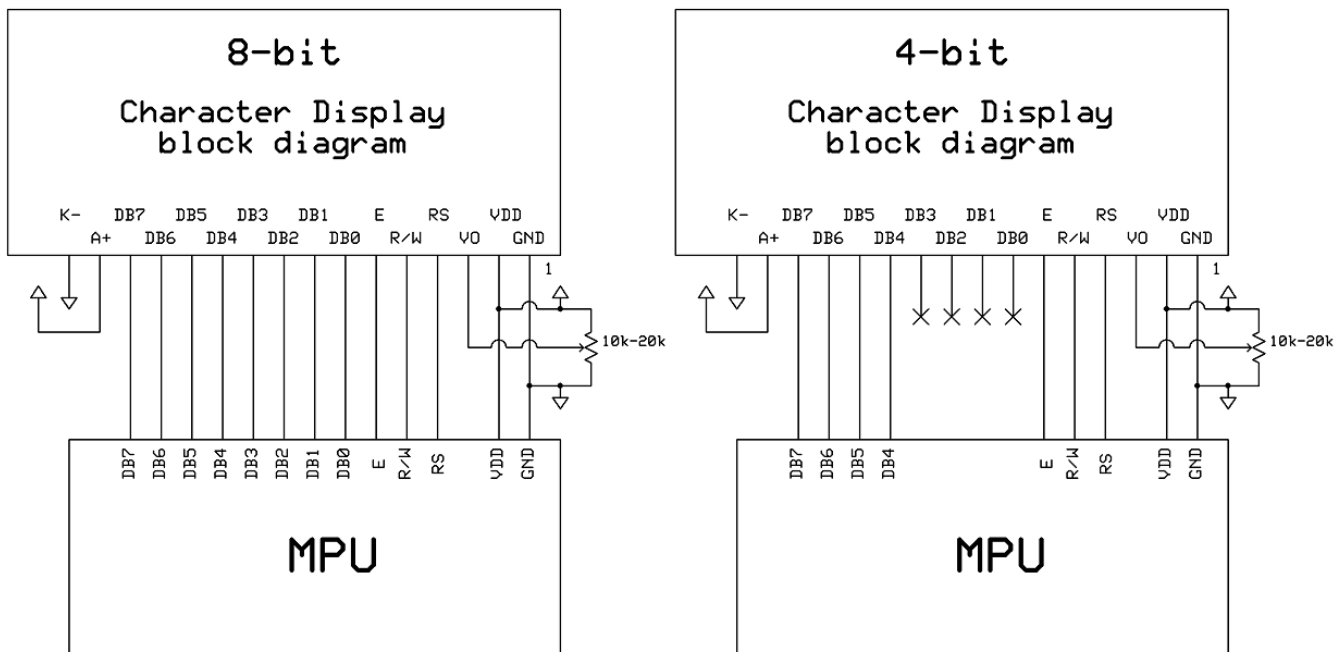 8-bit
Character Display
block diagram
K- DB7 DB5 DB3 DB1 E RS VDD
A+ DB6 DB4 DB2 DB0 R/W VO GND
1
10k-20k
DB7 DB6 DB5 DB4 DB3 DB2 DB1 DB0 E R/W RS VDD GND
MPU
4-bit
Character Display
block diagram
K- DB7 DB5 DB3 DB1 E RS VDD
A+ DB6 DB4 DB2 DB0 R/W VO GND
1
10k-20k
DB7 DB6 DB5 DB4 E R/W RS VDD GND
MPU